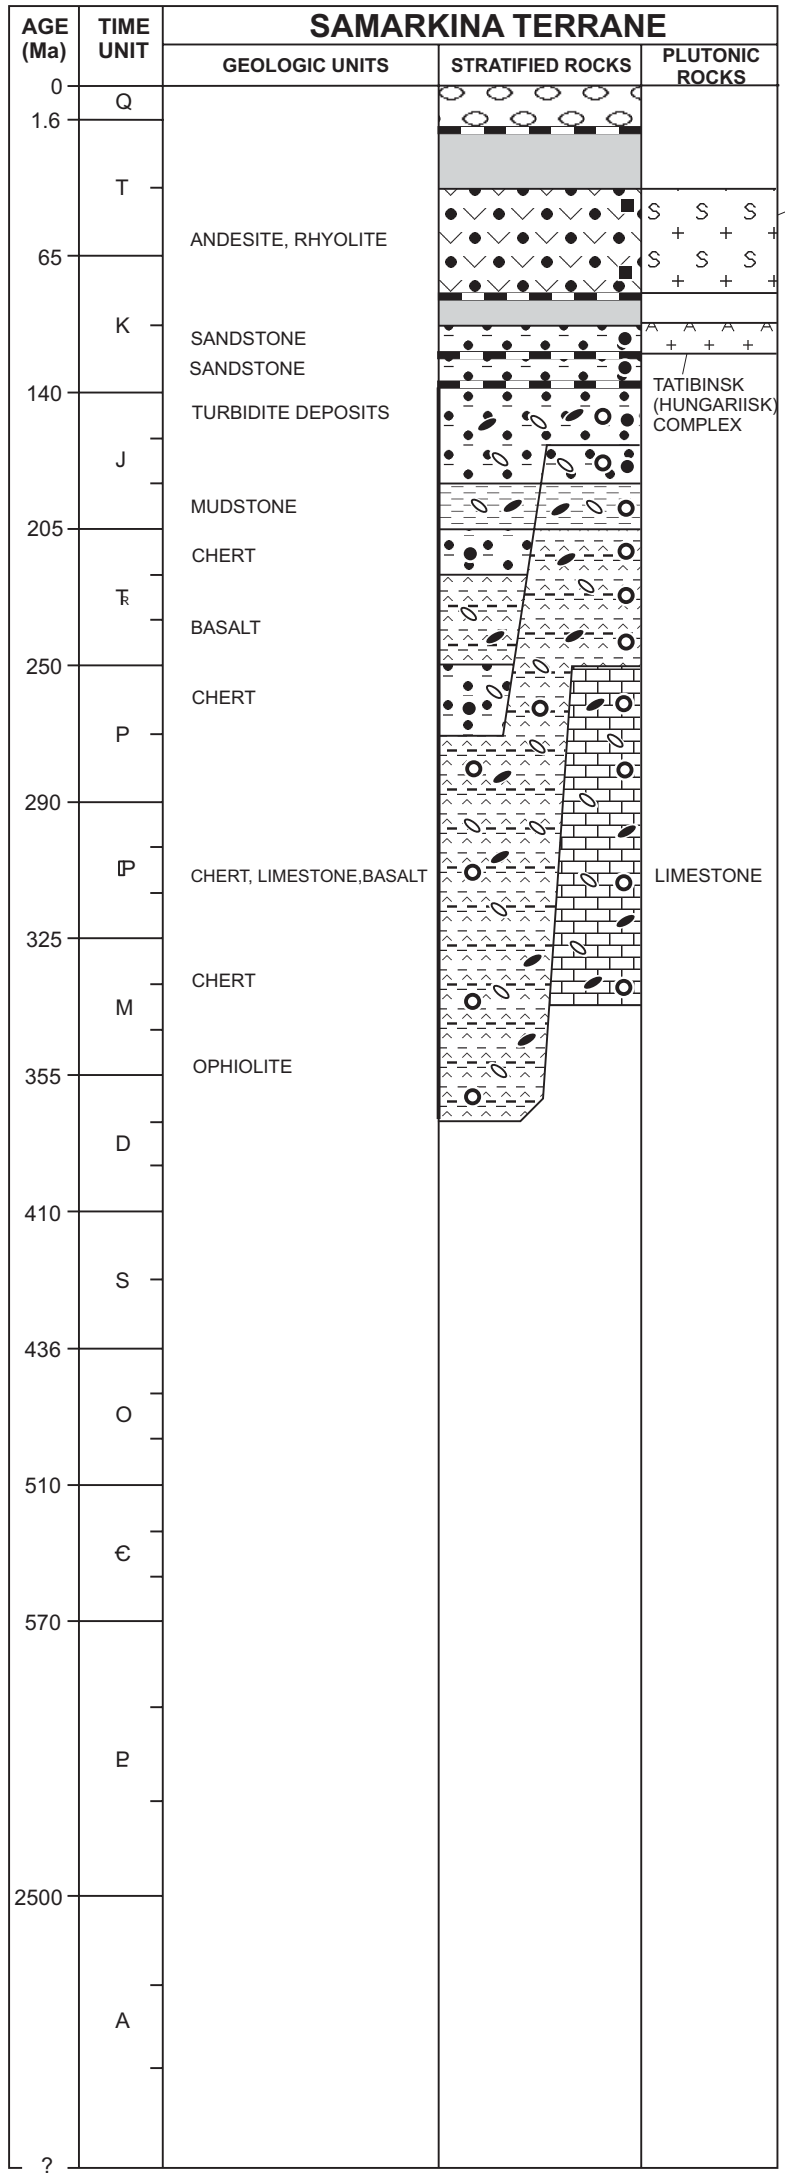 SAMARKINA TERRANE
AGE
(Ma)
TIME
UNIT
GEOLOGIC UNITS
STRATIFIED ROCKS
PLUTONIC
ROCKS
0
Q
1.6
T
S S S
ANDESITE, RHYOLITE
65
S S S
K
A A A A
SANDSTONE
SANDSTONE
140
TATIBINSK
(HUNGARIISK)
COMPLEX
TURBIDITE DEPOSITS
J
MUDSTONE
205
CHERT
TR
BASALT
250
CHERT
P
290
IP
CHERT, LIMESTONE,BASALT
LIMESTONE
325
CHERT
M
OPHIOLITE
355
D
410
S
436
O
510
Є
570
P
2500
A
?